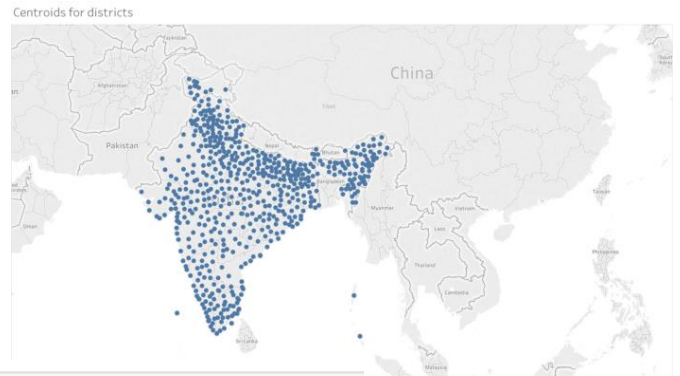 Centroids for districts
Tajikistan
Afghanistan
China
Tibet
Pakistan
Nepal
Bhutan
Bangladesh
Oman
Myanmar
Vietnam
Taiwan
Laos
Thailand
Philippines
Cambodia
Sri Lanka
Malaysia